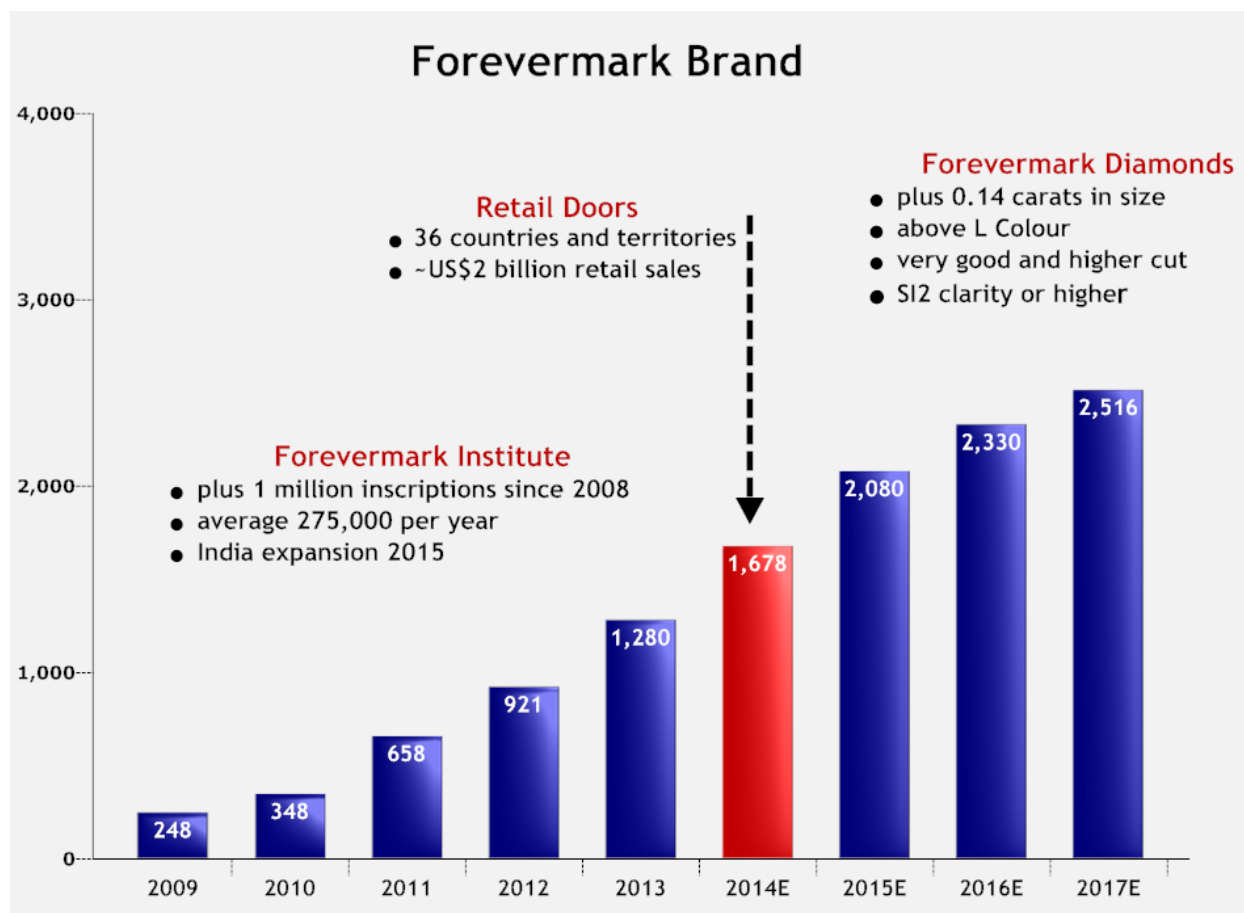 Forevermark Brand
4,000
3,000
2,000
1,000
0
Forevermark Diamonds
● plus 0.14 carats in size
● above L Colour
● very good and higher cut
● SI2 clarity or higher
Retail Doors
● 36 countries and territories
● ~US$2 billion retail sales
Forevermark Institute
● plus 1 million inscriptions since 2008
● average 275,000 per year
● India expansion 2015
248
348
658
921
1,280
1,678
2,080
2,330
2,516
2009 2010 2011 2012 2013 2014E 2015E 2016E 2017E